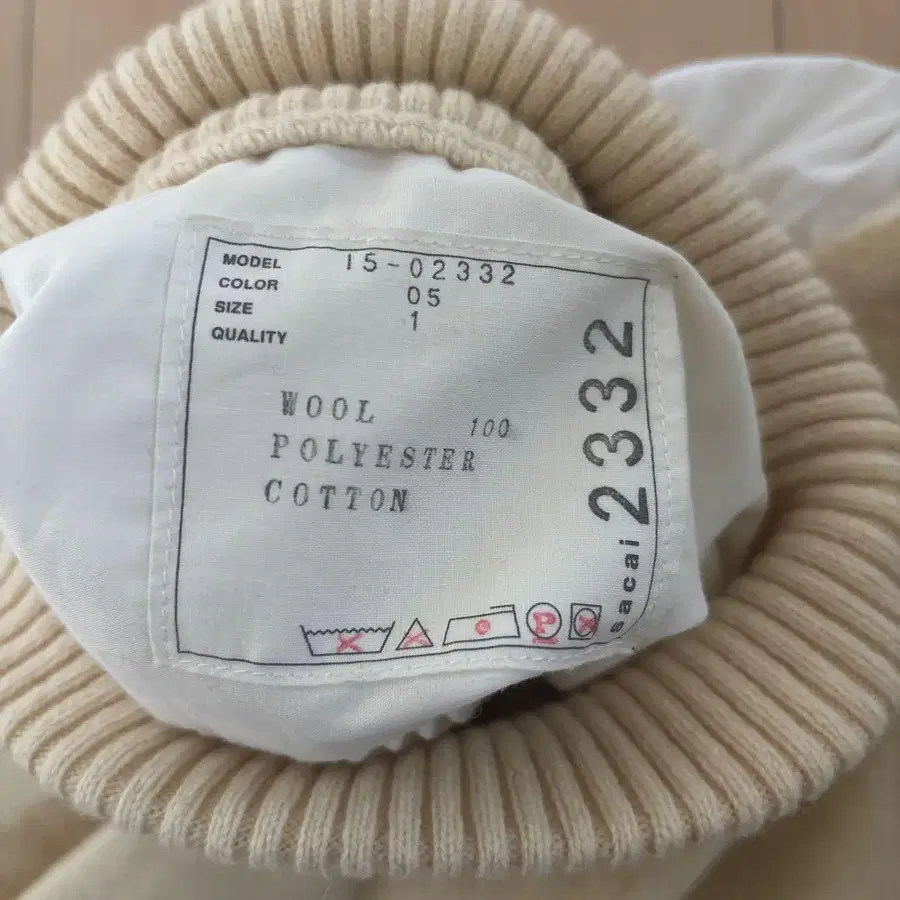 MODEL 15-02332
COLOR 05
SIZE 1
QUALITY
WOOL 100
POLYESTER
COTTON
sacai 2332
P